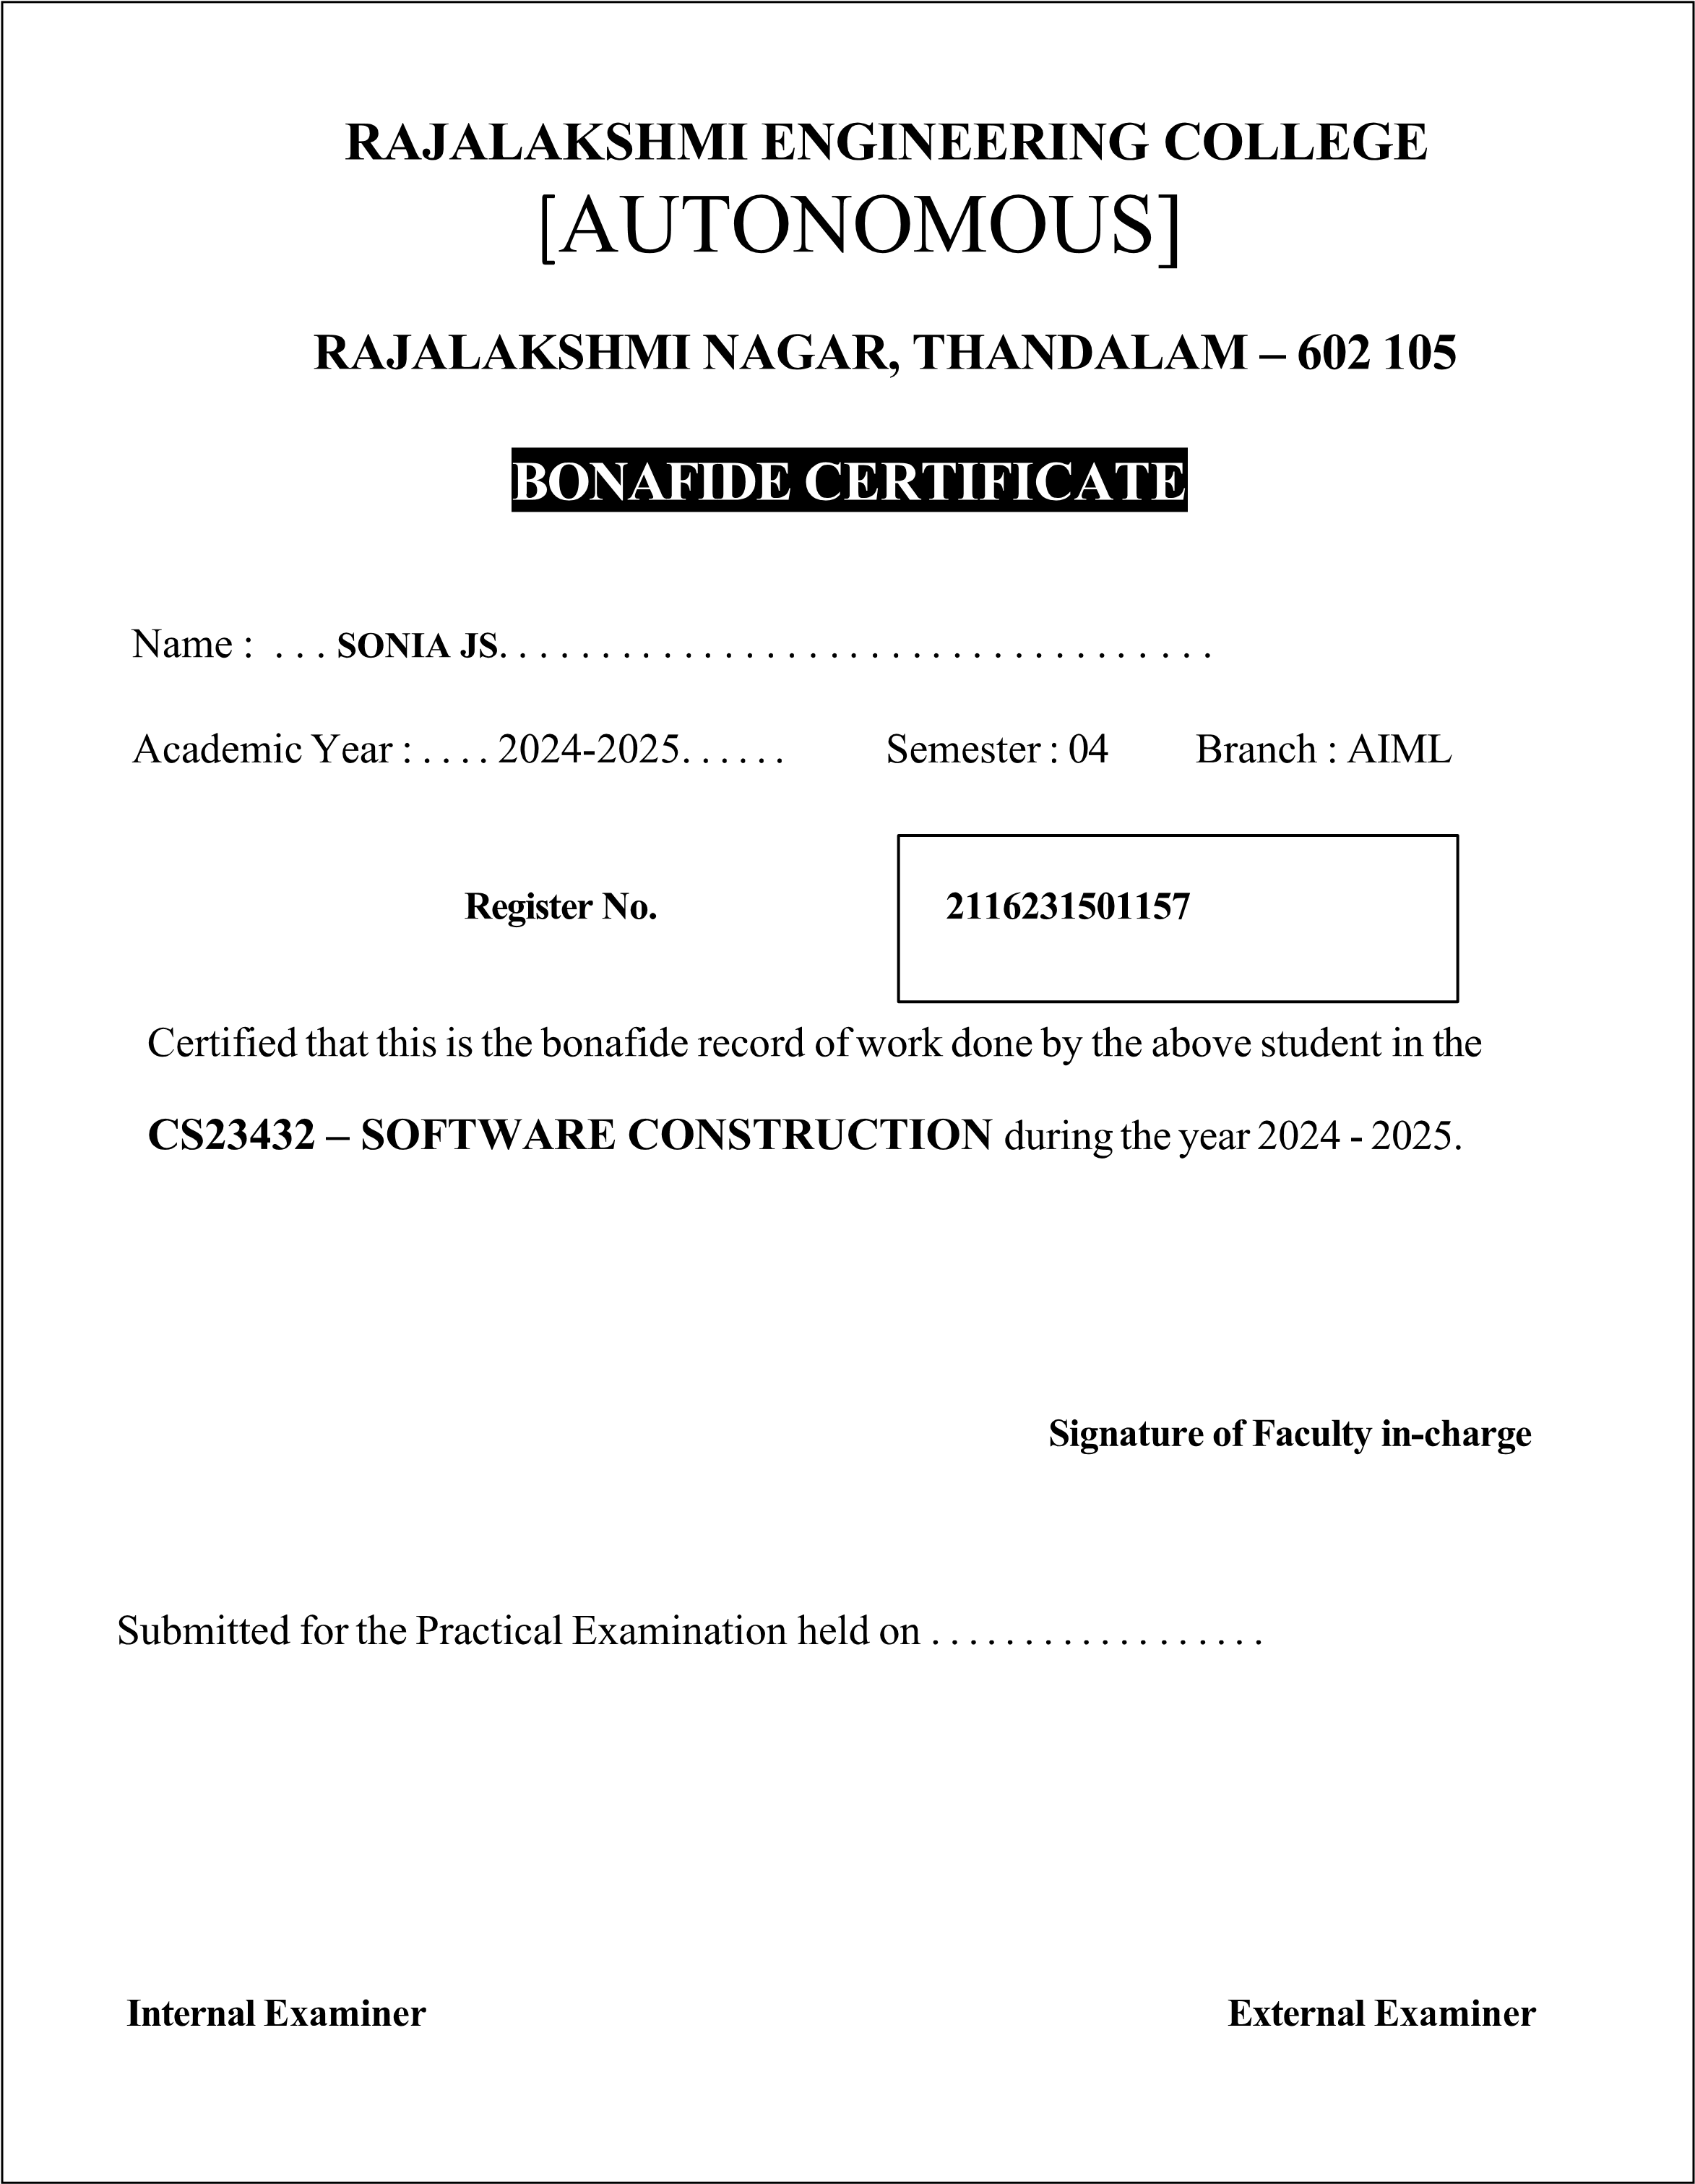 RAJALAKSHMI ENGINEERING COLLEGE
[AUTONOMOUS]
RAJALAKSHMI NAGAR, THANDALAM – 602 105
BONAFIDE CERTIFICATE
Name : . . . SONIA JS. . . . . . . . . . . . . . . . . . . . . . . . . . . . . . . . . . .
Academic Year : . . . . 2024-2025. . . . . . Semester : 04 Branch : AIML
Register No. 2116231501157
Certified that this is the bonafide record of work done by the above student in the
CS23432 – SOFTWARE CONSTRUCTION during the year 2024 - 2025.
Signature of Faculty in-charge
Submitted for the Practical Examination held on . . . . . . . . . . . . . . . . .
Internal Examiner External Examiner